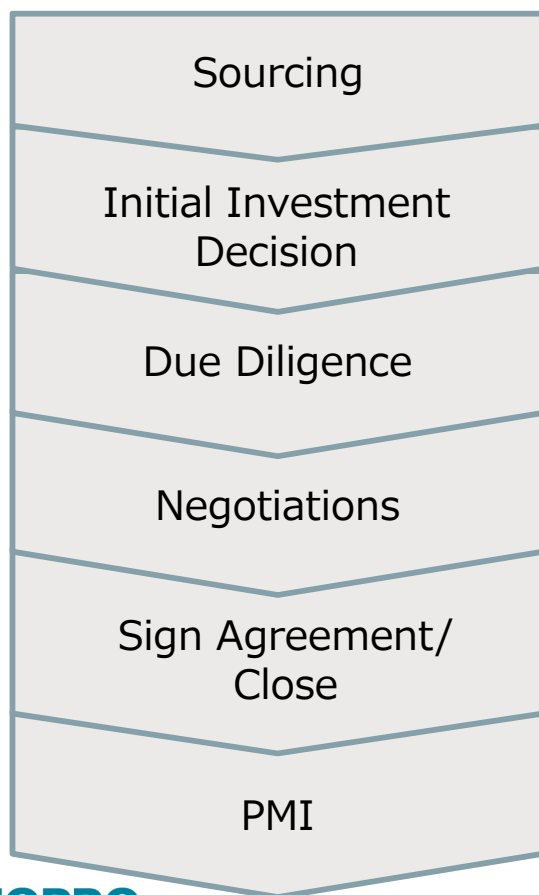 Sourcing
Initial Investment
Decision
Due Diligence
Negotiations
Sign Agreement/
Close
PMI